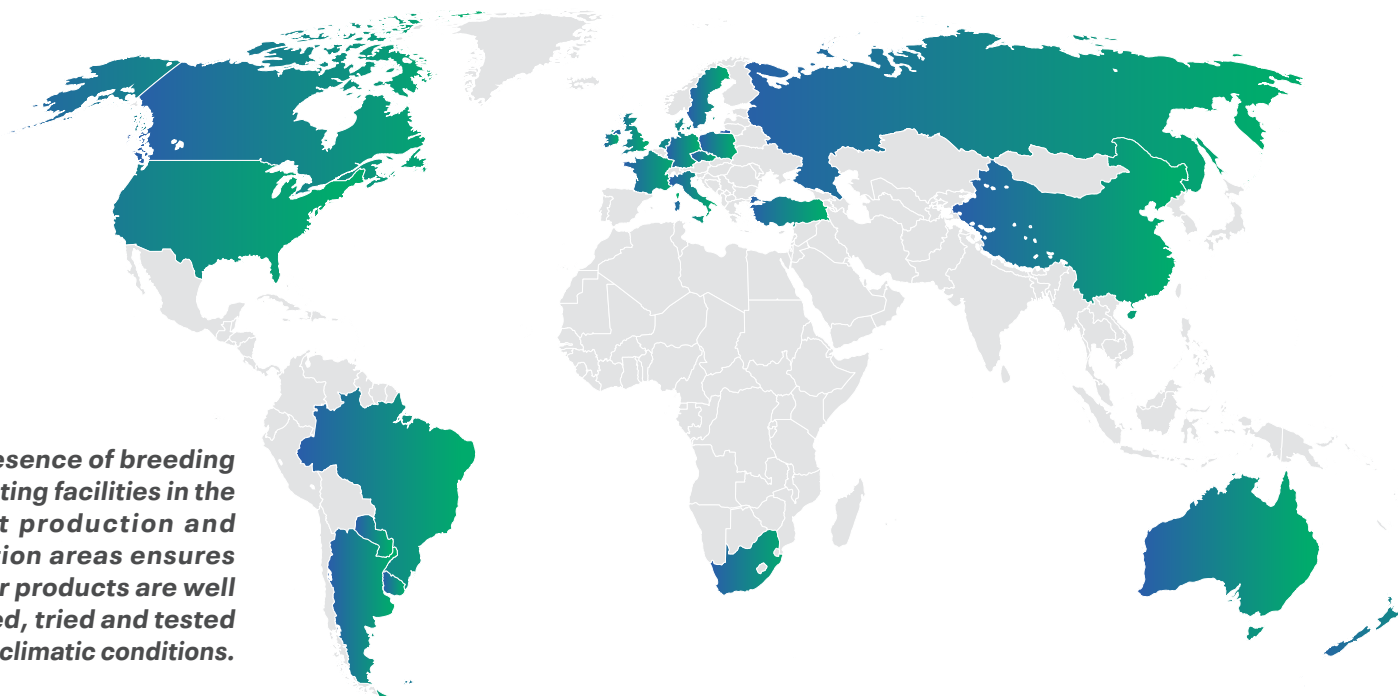 esence of breeding
ting facilities in the
t production and
ion areas ensures
r products are well
ed, tried and tested
climatic conditions.